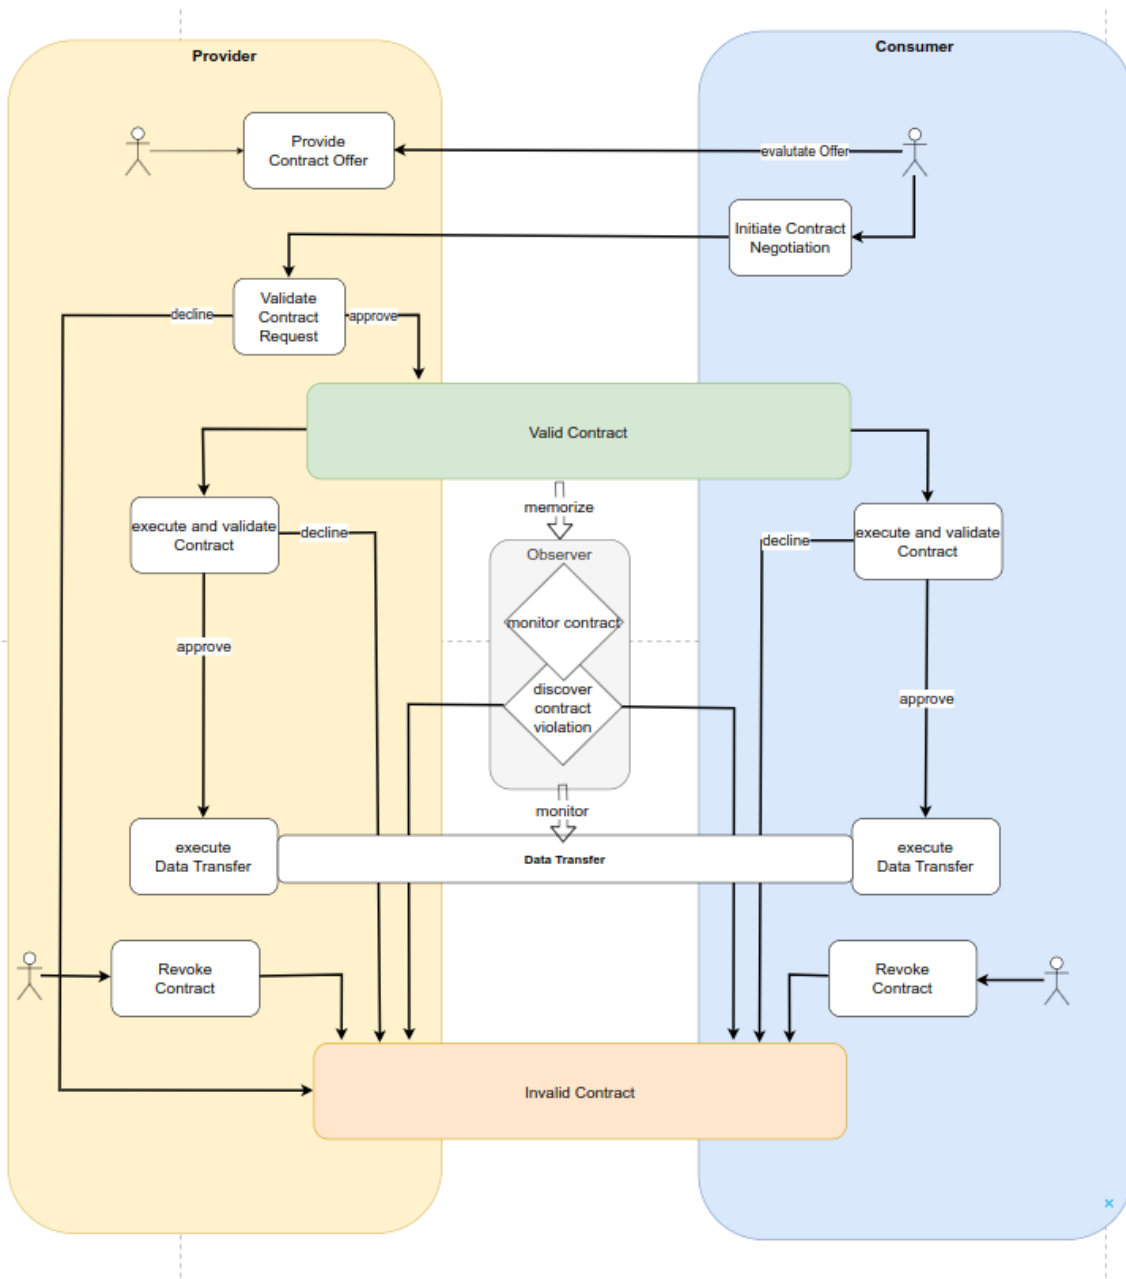 Provider
Consumer
Provide
Contract Offer
evalutate Offer
Initiate Contract
Negotiation
Validate
Contract
Request
decline
approve
Valid Contract
execute and validate
Contract
decline
memorize
execute and validate
Contract
decline
Observer
monitor contract
discover
contract
violation
approve
approve
monitor
execute
Data Transfer
Data Transfer
execute
Data Transfer
Revoke
Contract
Revoke
Contract
Invalid Contract